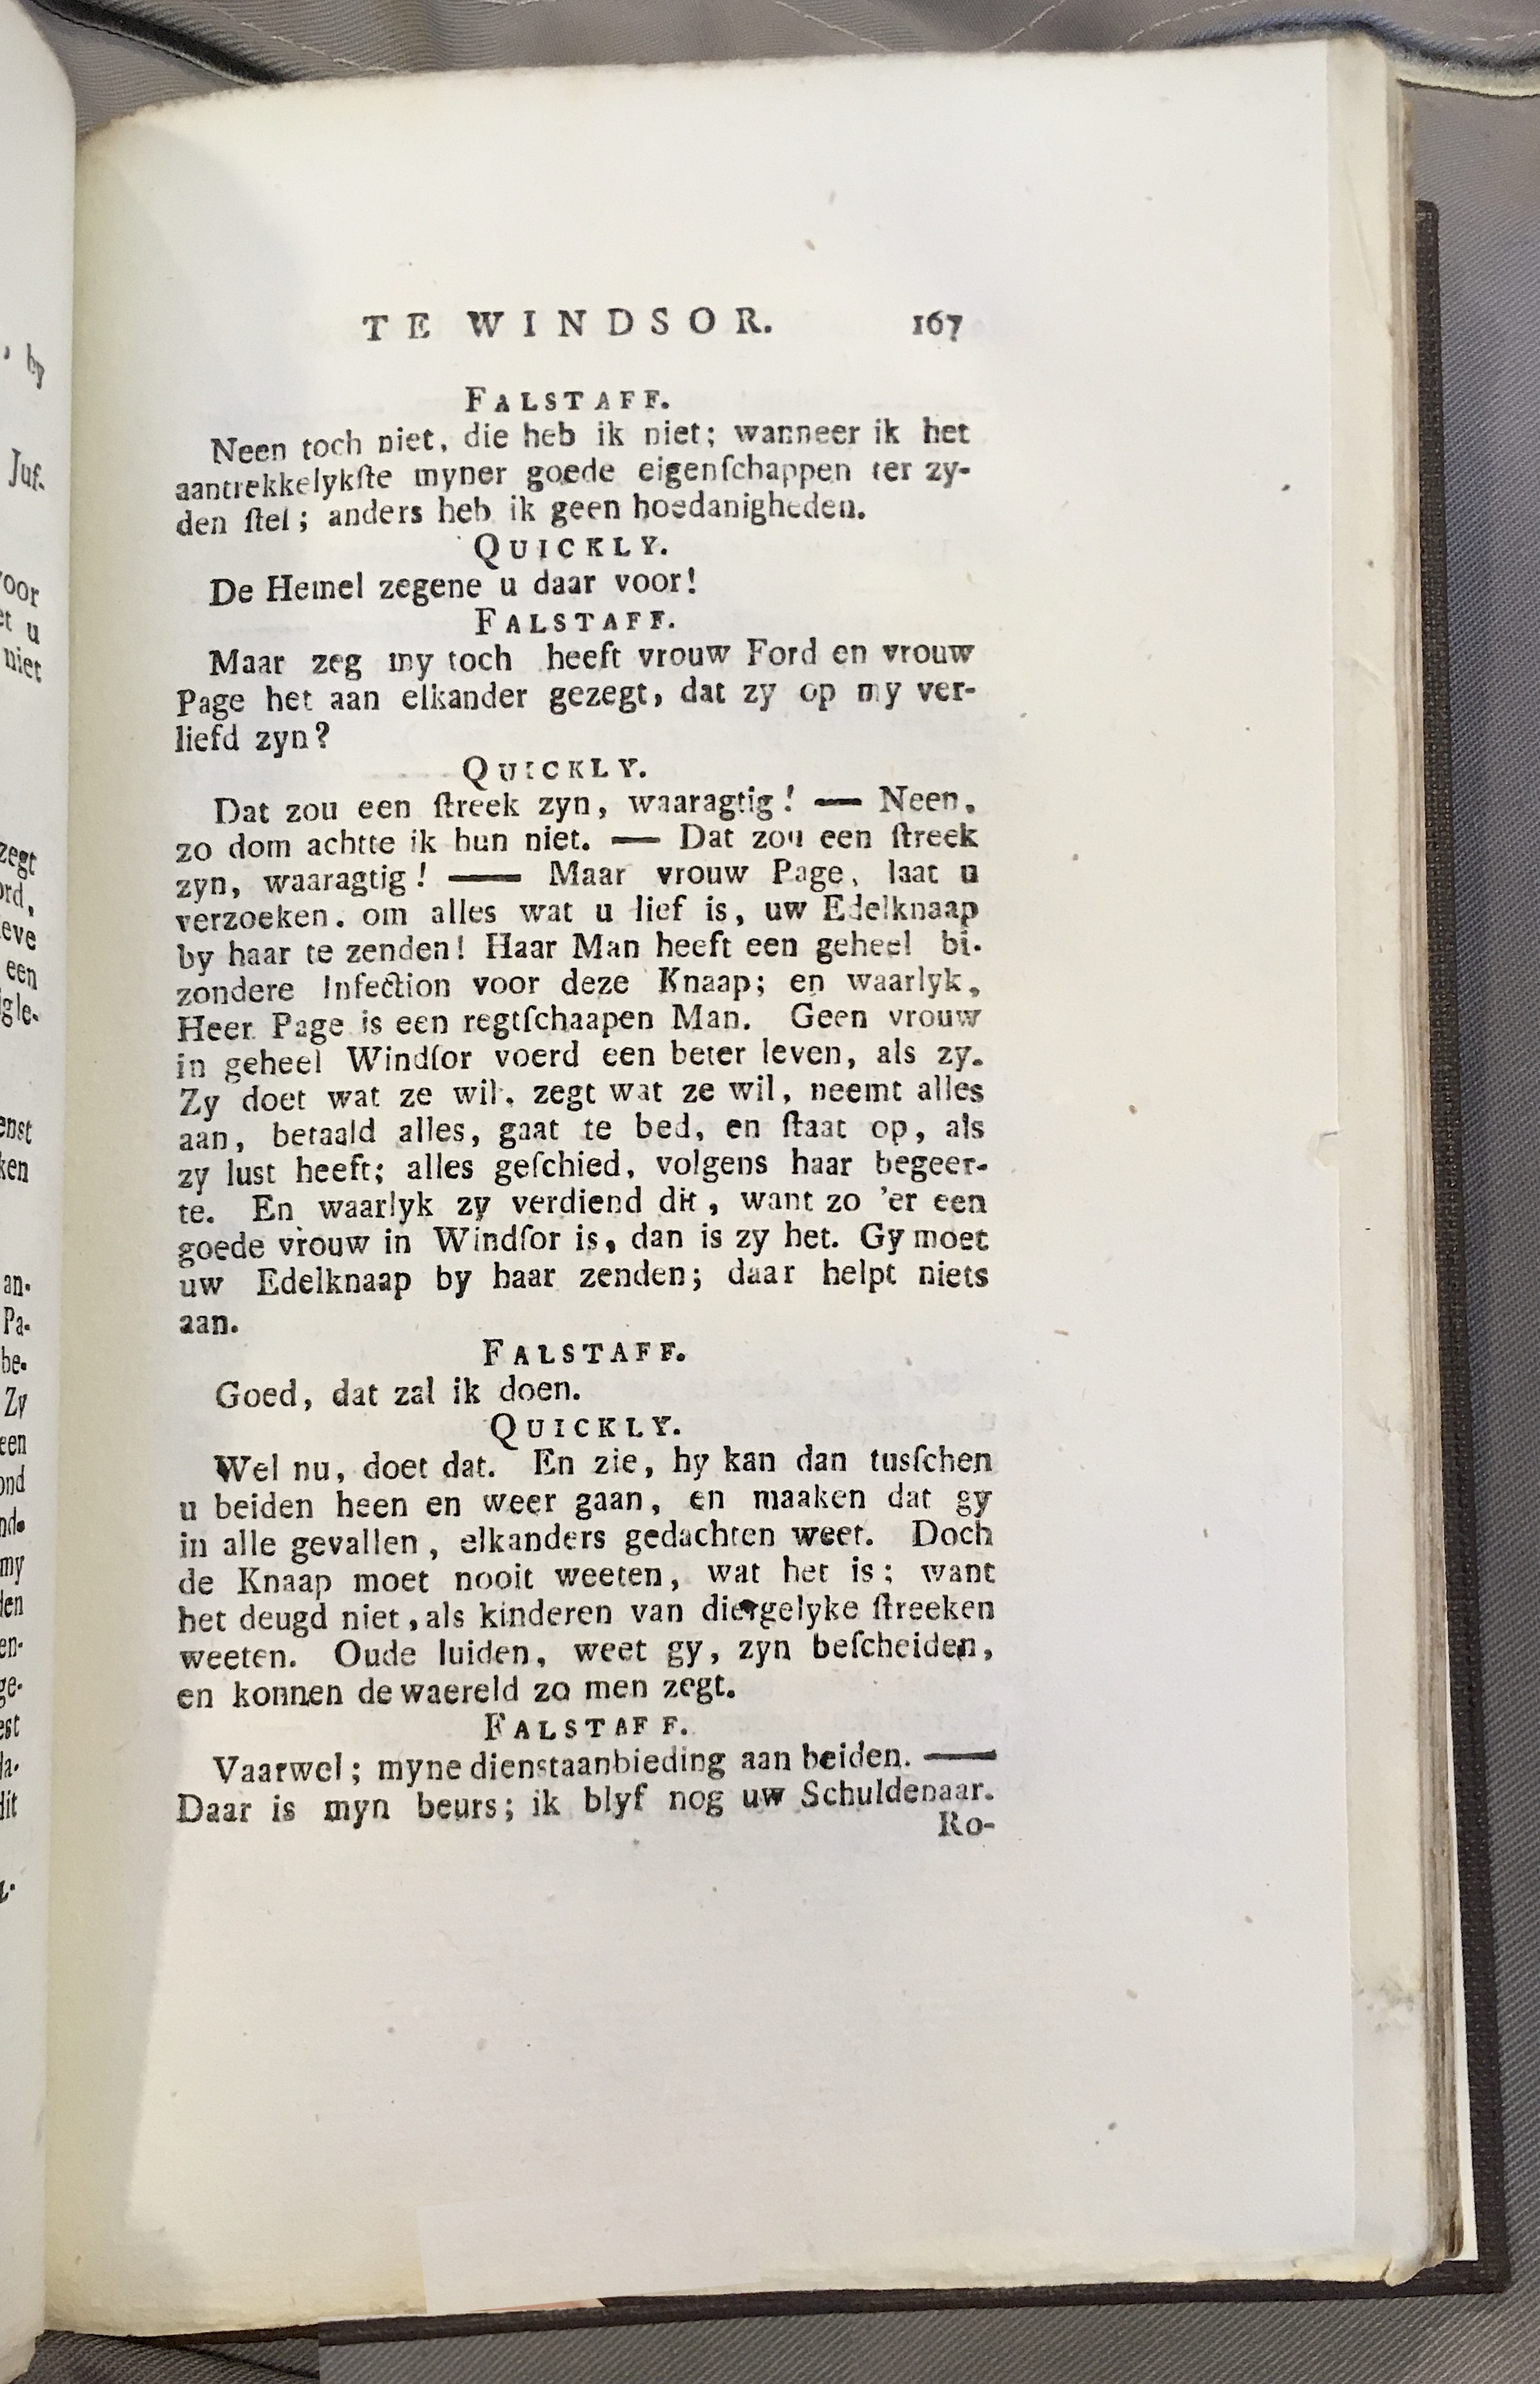 TE WINDSOR. 167
FALSTAFF.
Neen toch niet, die heb ik niet; wanneer ik het
aantrekkelykſte myner goede eigenſchappen ter zy-
den ſtel; anders heb ik geen hoedanigheden.
QUICKLY.
De Hemel zegene u daar voor!
FALSTAFF.
Maar zeg my toch heeft vrouw Ford en vrouw
Page het aan elkander gezegt, dat zy op my ver-
liefd zyn?
QUICKLY.
Dat zou een ſtreek zyn, waaragtig! — Neen,
zo dom achtte ik hun niet. — Dat zou een ſtreek
zyn, waaragtig! — Maar vrouw Page, laat u
verzoeken. om alles wat u lief is, uw Edelknaap
by haar te zenden! Haar Man heeft een geheel bi-
zondere Infection voor deze Knaap; en waarlyk,
Heer Page is een regtſchaapen Man. Geen vrouw
in geheel Windſor voerd een beter leven, als zy.
Zy doet wat ze wil, zegt wat ze wil, neemt alles
aan, betaald alles, gaat te bed, en ſtaat op, als
zy lust heeft; alles geſchied, volgens haar begeer-
te. En waarlyk zy verdiend dit, want zo 'er een
goede vrouw in Windſor is, dan is zy het. Gy moet
uw Edelknaap by haar zenden; daar helpt niets
aan.
FALSTAFF.
Goed, dat zal ik doen.
QUICKLY.
Wel nu, doet dat. En zie, hy kan dan tusſchen
u beiden heen en weer gaan, en maaken dat gy
in alle gevallen, elkanders gedachten weet. Doch
de Knaap moet nooit weeten, wat het is; want
het deugd niet, als kinderen van diergelyke ſtreeken
weeten. Oude luiden, weet gy, zyn beſcheiden,
en konnen de waereld zo men zegt.
FALSTAFF.
Vaarwel; myne dienstaanbieding aan beiden. —
Daar is myn beurs; ik blyf nog uw Schuldenaar.
Ro-